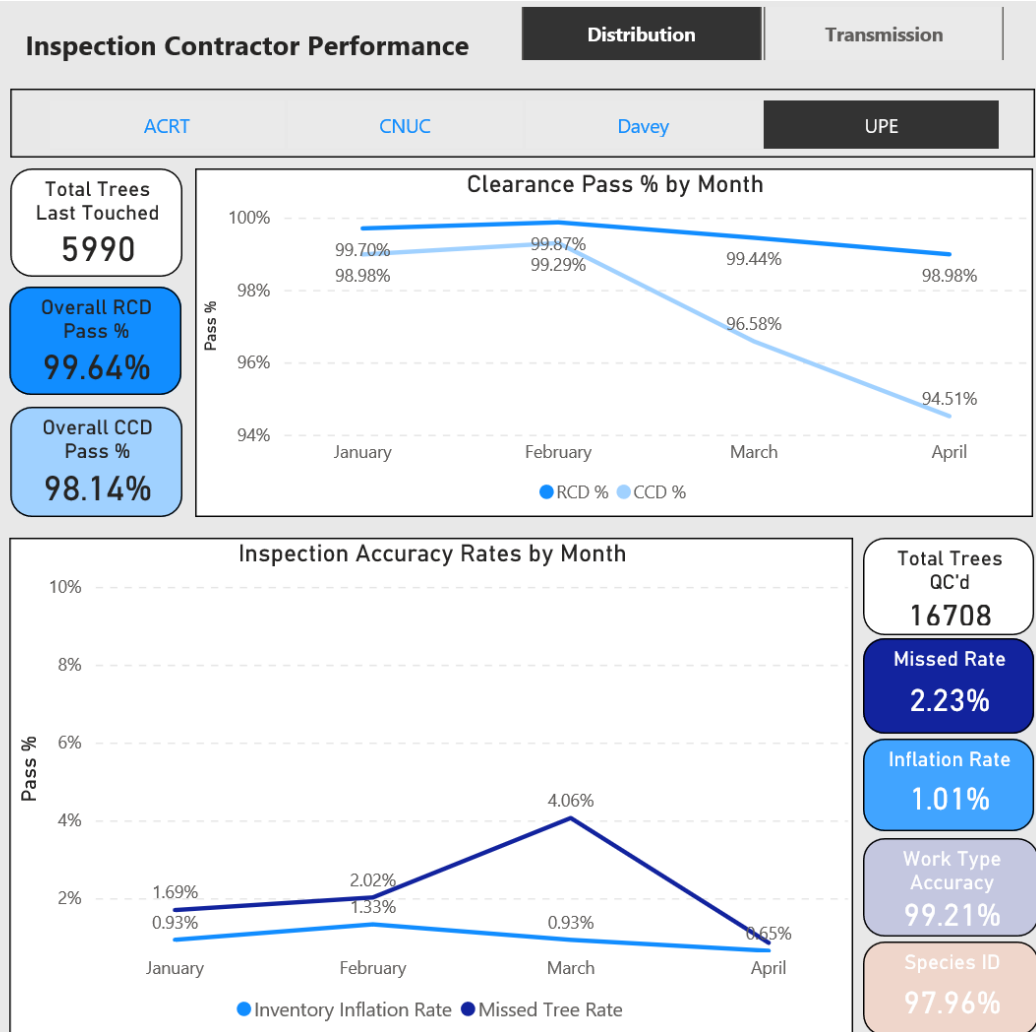 Inspection Contractor Performance
Distribution
Transmission
ACRT
CNUC
Davey
UPE
Total Trees
Last Touched
5990
Overall RCD
Pass %
99.64%
Overall CCD
Pass %
98.14%
Clearance Pass % by Month
Pass %
100%
98%
96%
94%
99.70%
98.98%
99.87%
99.29%
99.44%
96.58%
98.98%
94.51%
January
February
March
April
RCD %
CCD %
Inspection Accuracy Rates by Month
Pass %
10%
8%
6%
4%
2%
1.69%
0.93%
2.02%
1.33%
4.06%
0.93%
0.65%
January
February
March
April
Inventory Inflation Rate
Missed Tree Rate
Total Trees
QC'd
16708
Missed Rate
2.23%
Inflation Rate
1.01%
Work Type
Accuracy
99.21%
Species ID
97.96%